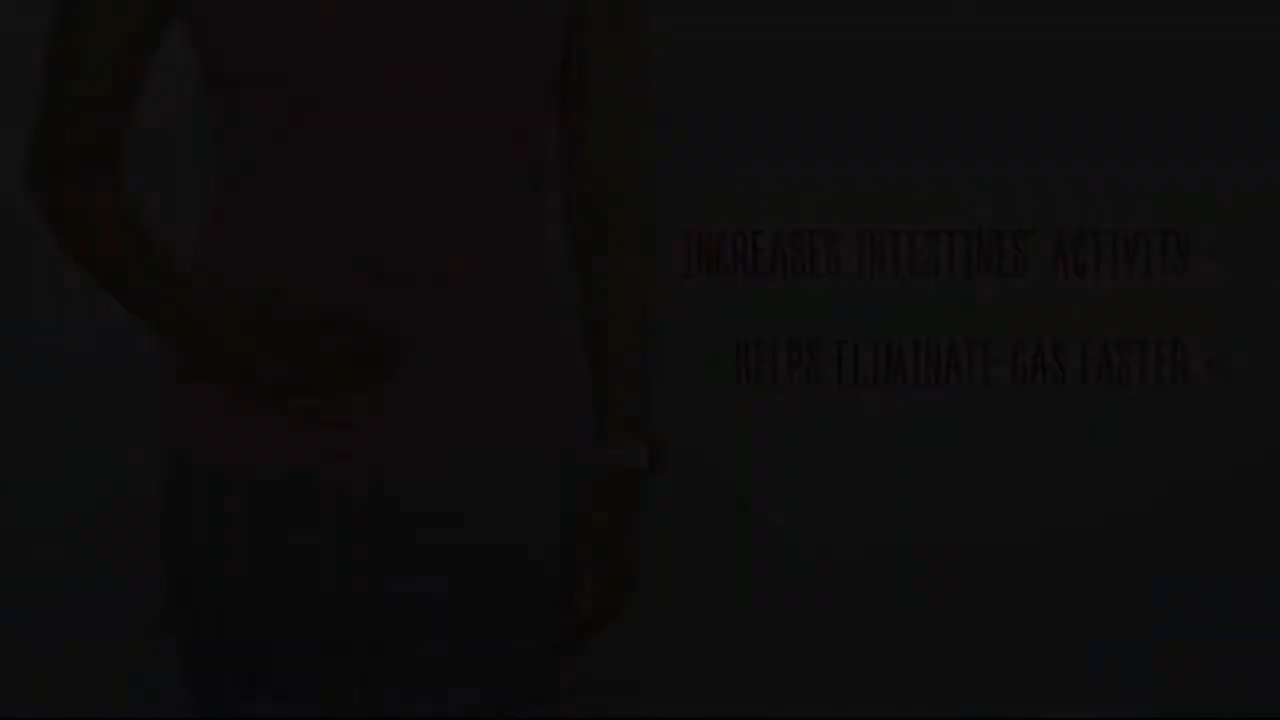 INCREASES INTESTINES' ACTIVITY
HELPS ELIMINATE GAS FASTER <